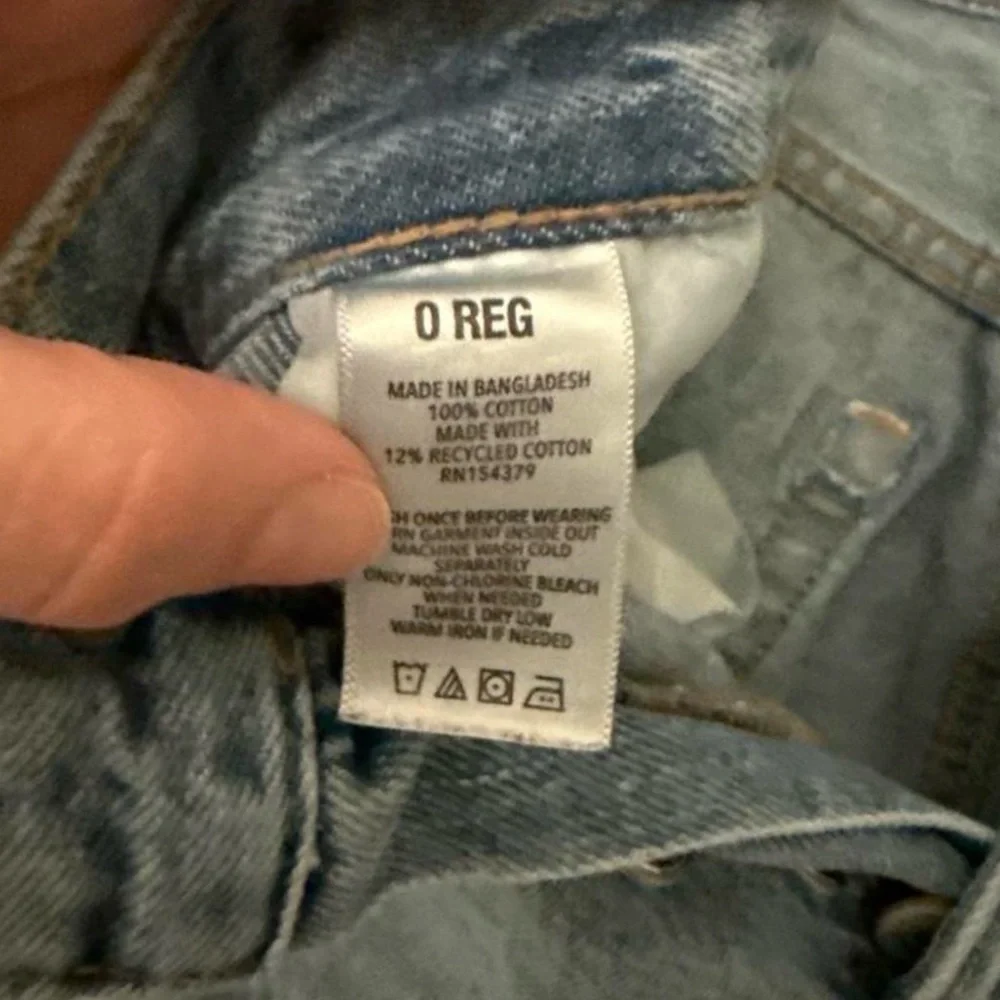 0 REG
MADE IN BANGLADESH
100% COTTON
MADE WITH
12% RECYCLED COTTON
RN154379
ONCE BEFORE WEARING
GARMENT INSIDE OUT
MACHINE WASH COLD
SEPARATELY
ONLY NON-CHLORINE BLEACH
WHEN NEEDED
TUMBLE DRY LOW
WARM IRON IF NEEDED